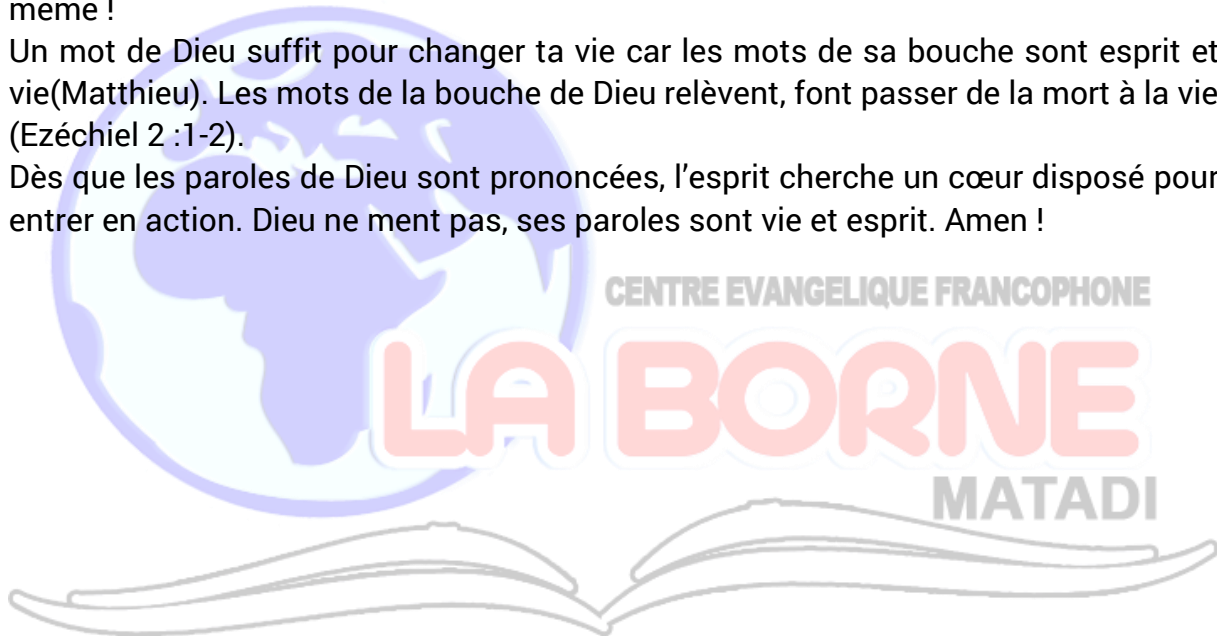 même !
Un mot de Dieu suffit pour changer ta vie car les mots de sa bouche sont esprit et
vie(Matthieu). Les mots de la bouche de Dieu relèvent, font passer de la mort à la vie
(Ezéchiel 2 :1-2).
Dès que les paroles de Dieu sont prononcées, l’esprit cherche un cœur disposé pour
entrer en action. Dieu ne ment pas, ses paroles sont vie et esprit. Amen !
CENTRE EVANGELIQUE FRANCOPHONE
LA BORNE
MATADI